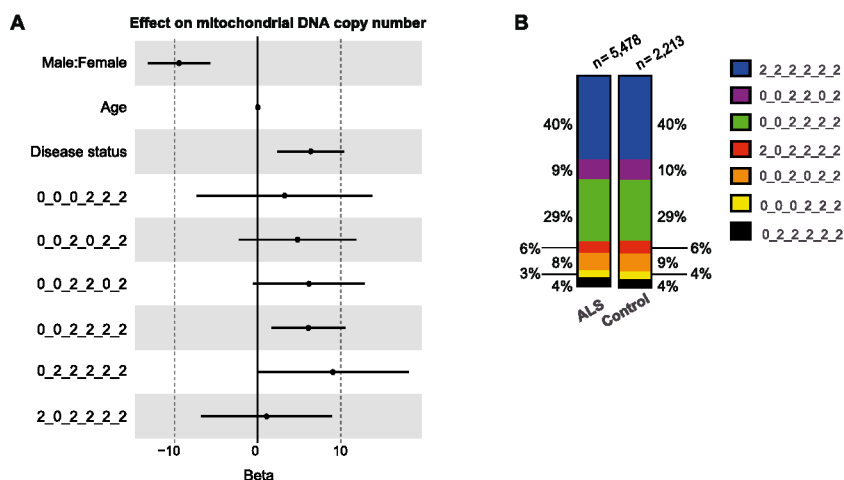 A
Effect on mitochondrial DNA copy number
Male:Female
Age
Disease status
0_0_0_2_2_2
0_0_2_0_2_2
0_0_2_2_0_2
0_0_2_2_2_2
0_2_2_2_2_2
2_0_2_2_2_2
−10
0
10
Beta
B
n= 5,478
n= 2,213
40%
40%
9%
10%
29%
29%
6%
6%
8%
9%
3%
4%
4%
4%
ALS
Control
2_2_2_2_2_2
0_0_2_2_0_2
0_0_2_2_2_2
2_0_2_2_2_2
0_0_2_0_2_2
0_0_0_2_2_2
0_2_2_2_2_2